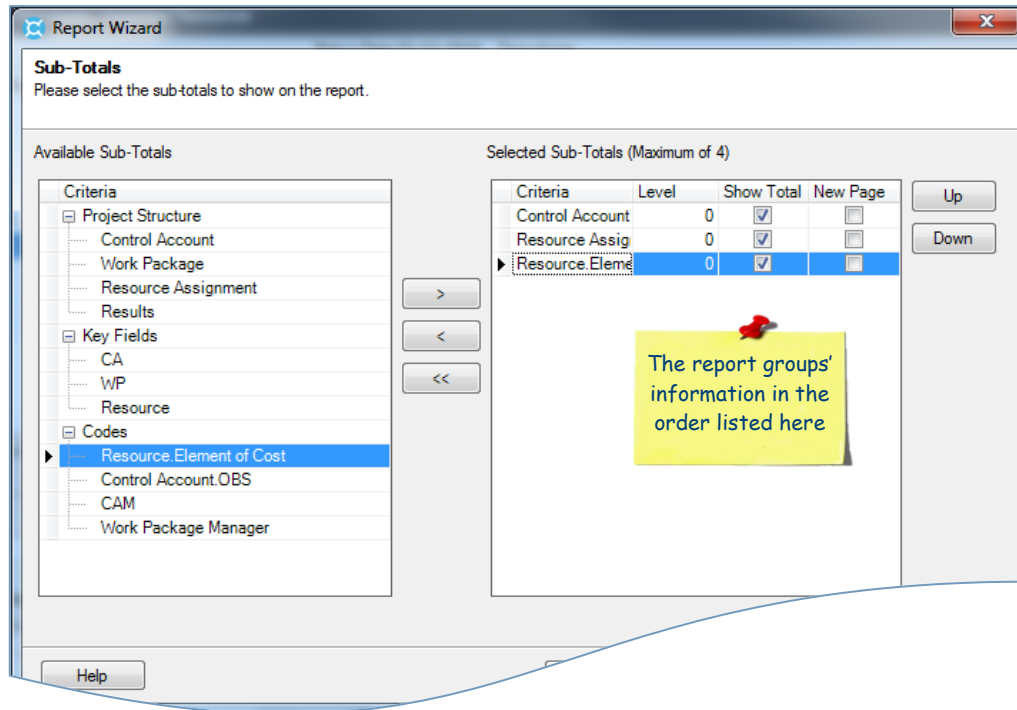 Report Wizard
X
Sub-Totals
Please select the sub-totals to show on the report.
Available Sub-Totals
Criteria
Project Structure
Control Account
Work Package
Resource Assignment
Results
Key Fields
CA
WP
Resource
Codes
Resource.Element of Cost
Control Account.OBS
CAM
Work Package Manager
>
<
<<
Selected Sub-Totals (Maximum of 4)
Criteria Level Show Total New Page
Control Account 0
Resource Assig 0
Resource.Eleme 0
Up
Down
The report groups’
information in the
order listed here
Help